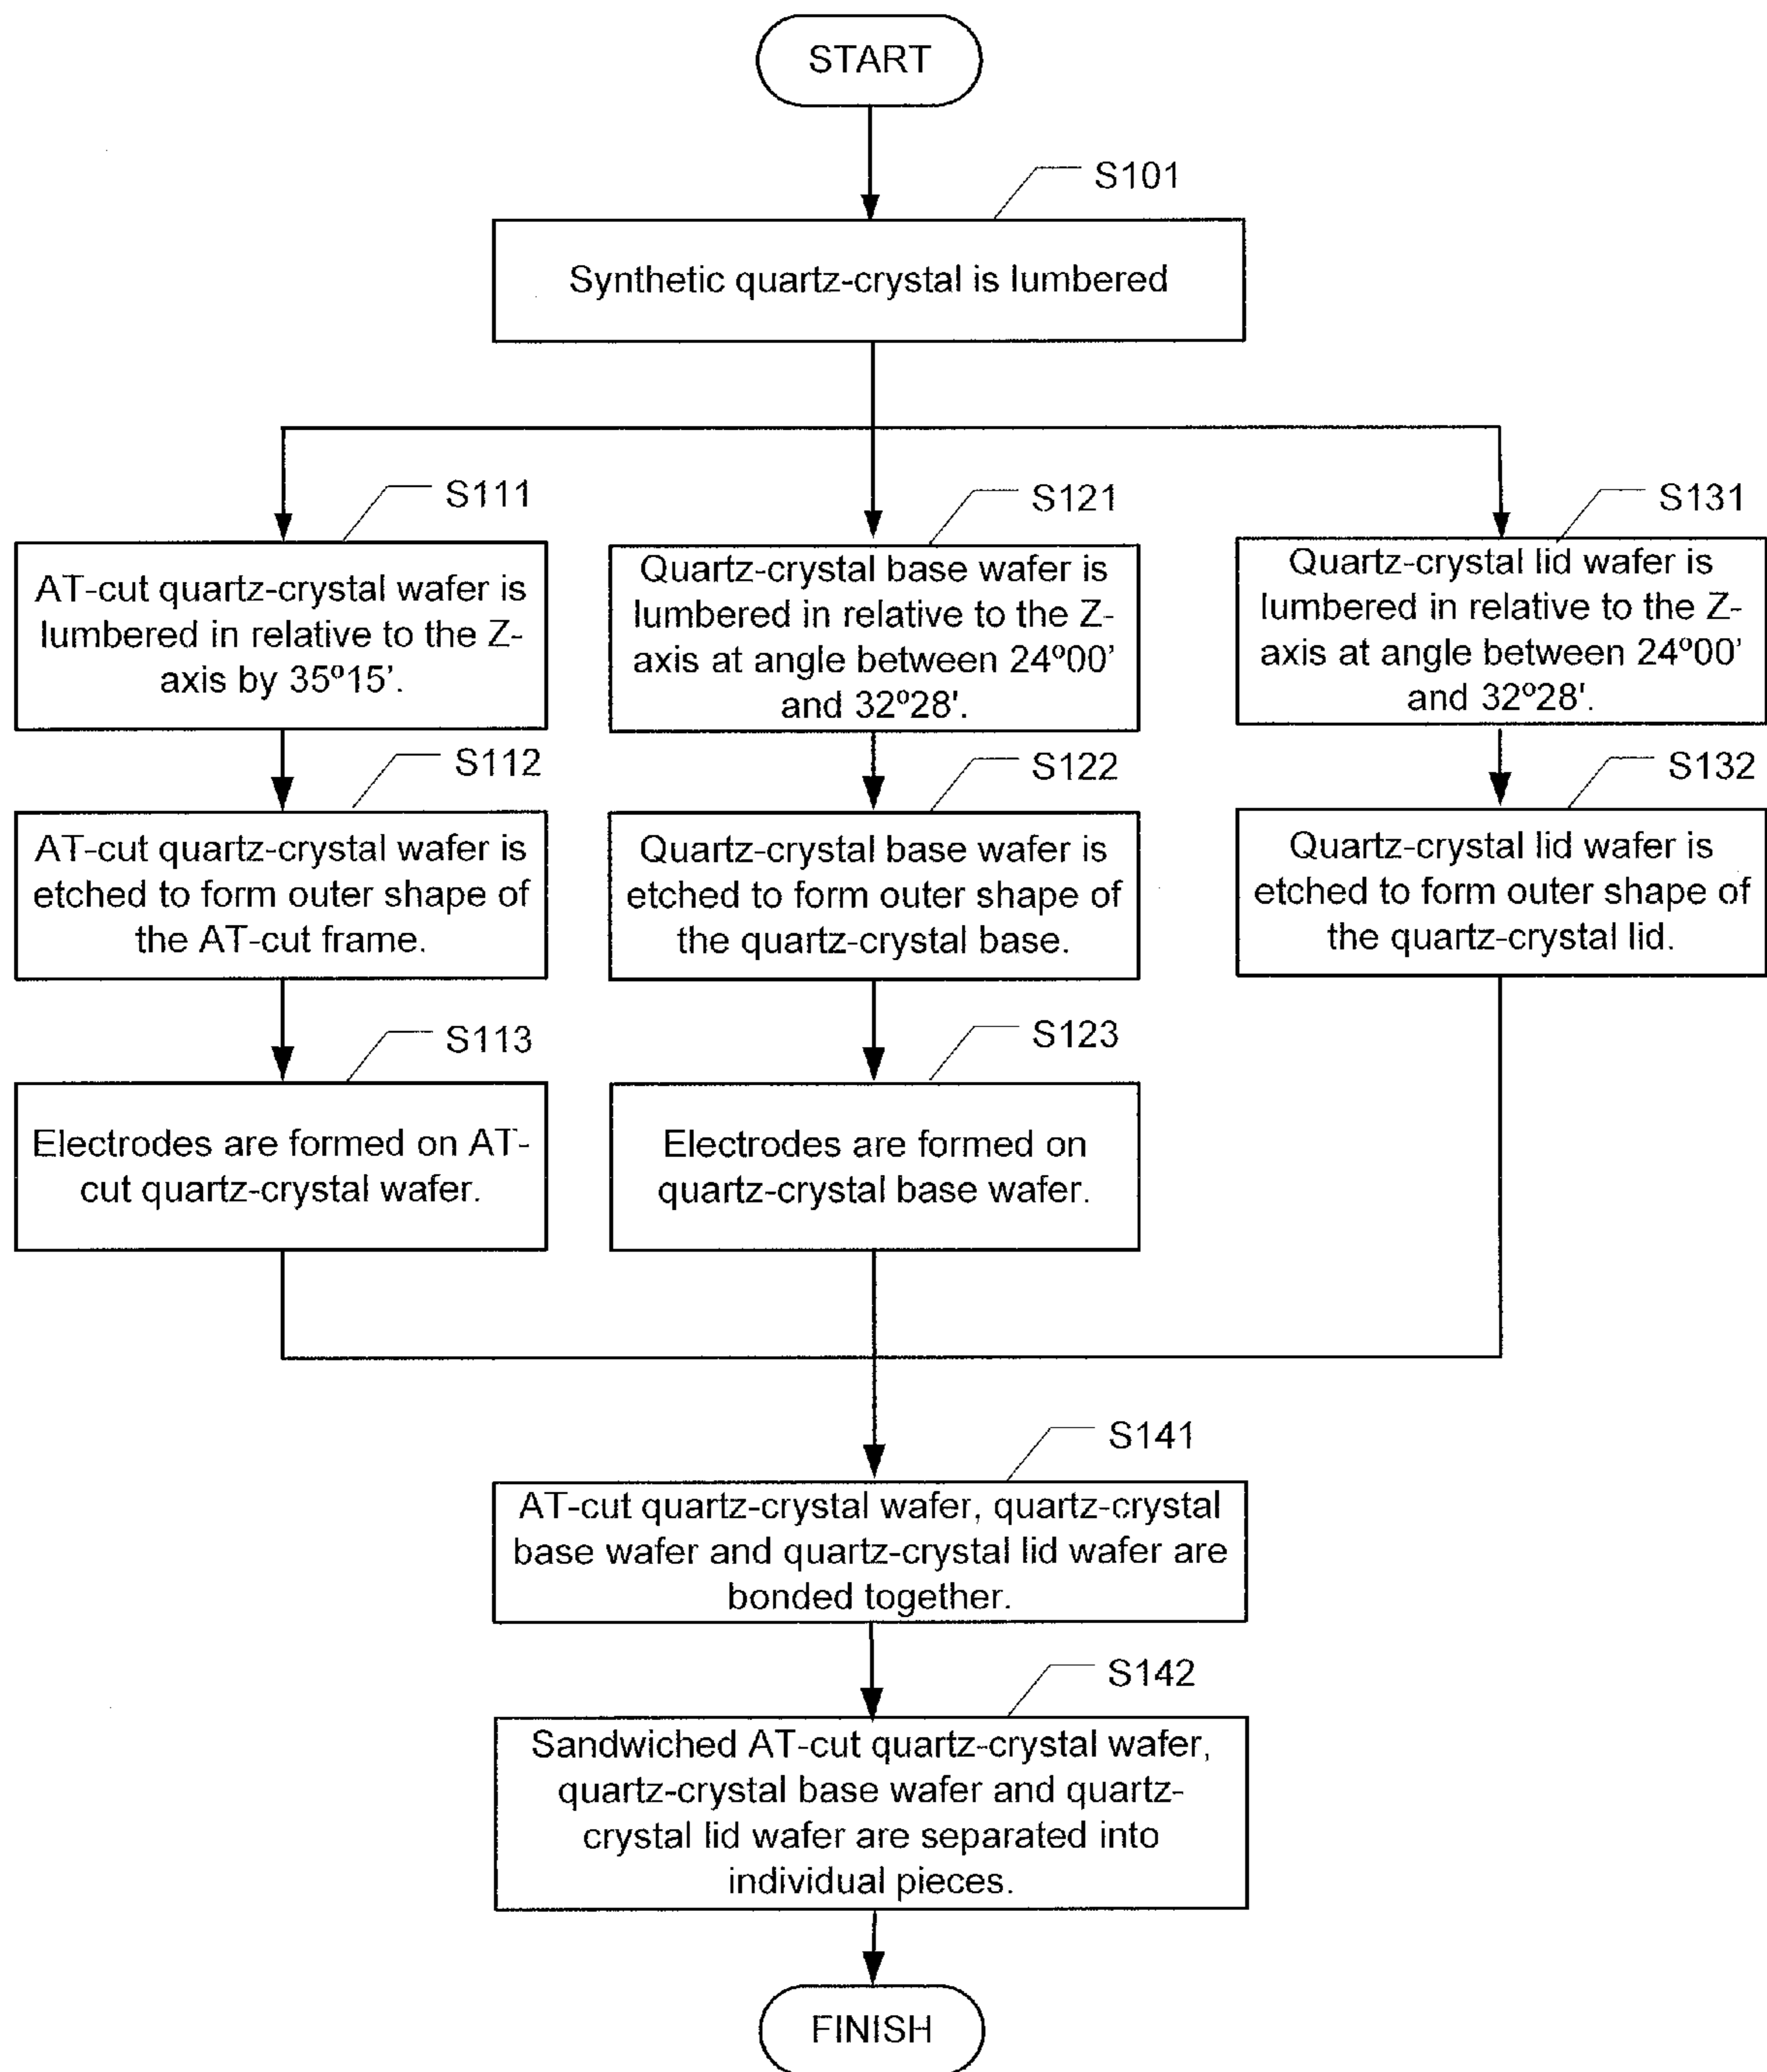 START
S101
Synthetic quartz-crystal is lumbered
S111
AT-cut quartz-crystal wafer is
lumbered in relative to the Z-
axis by 35º15’.
S121
Quartz-crystal base wafer is
lumbered in relative to the Z-
axis at angle between 24º00’
and 32º28'.
S131
Quartz-crystal lid wafer is
lumbered in relative to the Z-
axis at angle between 24º00’
and 32º28'.
S112
AT-cut quartz-crystal wafer is
etched to form outer shape of
the AT-cut frame.
S122
Quartz-crystal base wafer is
etched to form outer shape of
the quartz-crystal base.
S132
Quartz-crystal lid wafer is
etched to form outer shape of
the quartz-crystal lid.
S113
Electrodes are formed on AT-
cut quartz-crystal wafer.
S123
Electrodes are formed on
quartz-crystal base wafer.
S141
AT-cut quartz-crystal wafer, quartz-crystal
base wafer and quartz-crystal lid wafer are
bonded together.
S142
Sandwiched AT-cut quartz-crystal wafer,
quartz-crystal base wafer and quartz-
crystal lid wafer are separated into
individual pieces.
FINISH